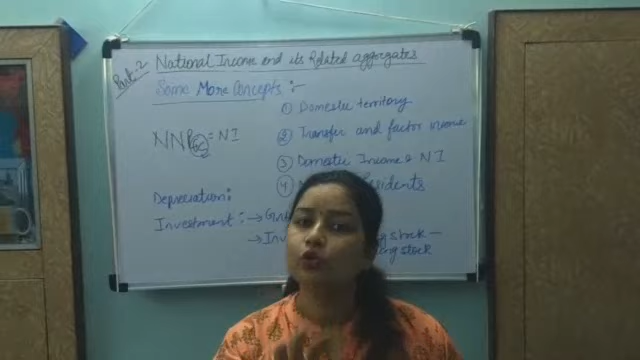 Part-2
National Income and its Related aggregates
Some More Concepts :-
① Domestic territory
② Transfer and factor income
③ Domestic Income & NI
④ Residents
NNPFC = NI
Depreciation:
Investment : →
→ stock –
stock